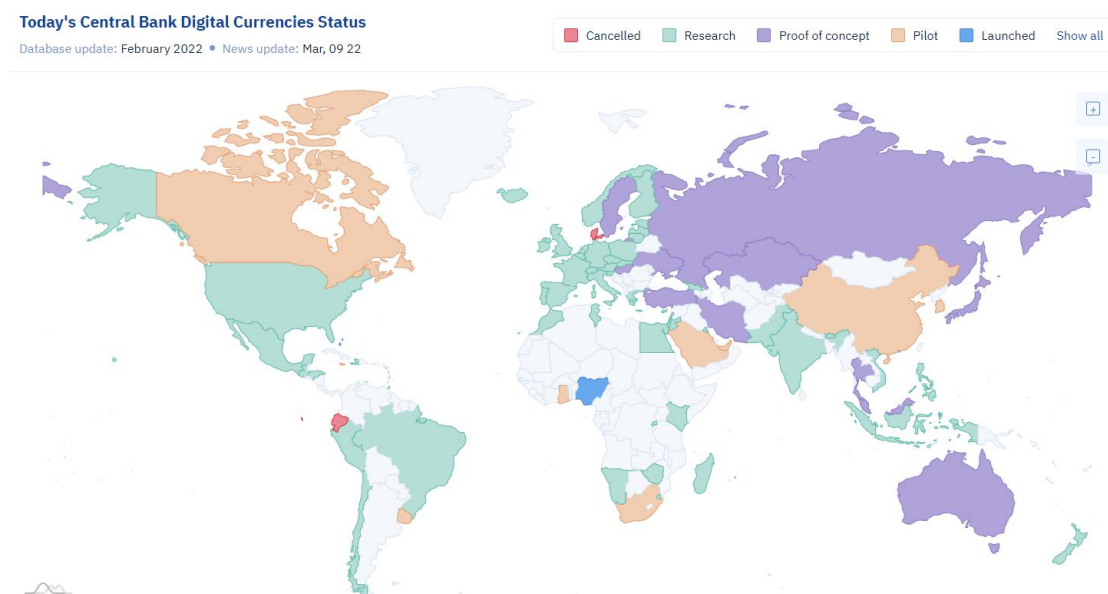 Today's Central Bank Digital Currencies Status
Database update: February 2022 • News update: Mar, 09 22
Cancelled Research Proof of concept Pilot Launched Show all
+
-